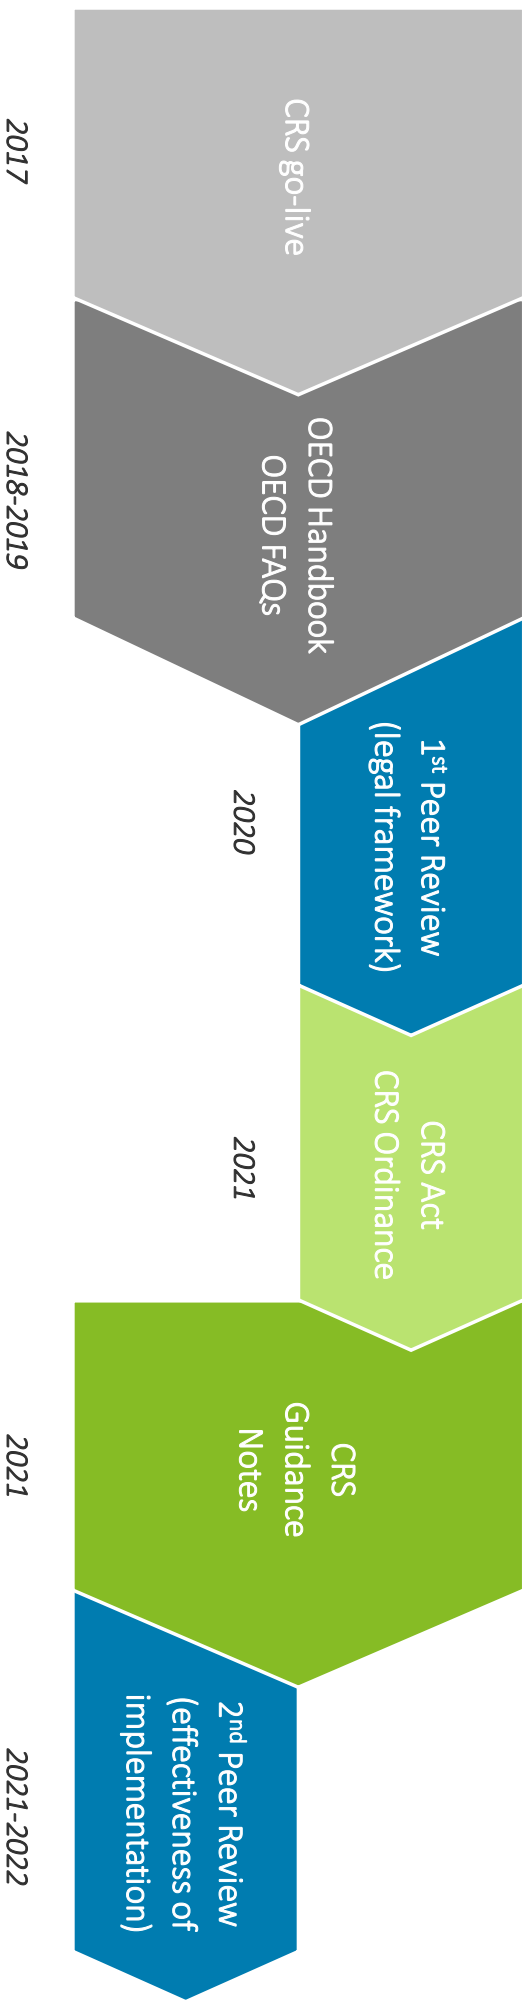 CRS go-live
2017
OECD Handbook
OECD FAQs
2018-2019
1st Peer Review
(legal framework)
2020
CRS Act
CRS Ordinance
2021
CRS
Guidance
Notes
2021
2nd Peer Review
(effectiveness of
implementation)
2021-2022